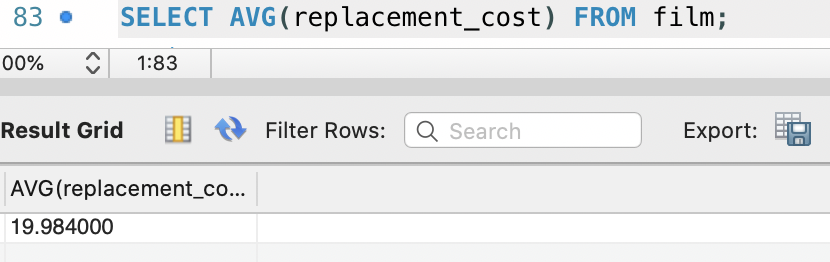 83 SELECT AVG(replacement_cost) FROM film;
00% 1:83
Result Grid Filter Rows: Search Export:
AVG(replacement_co...
19.984000